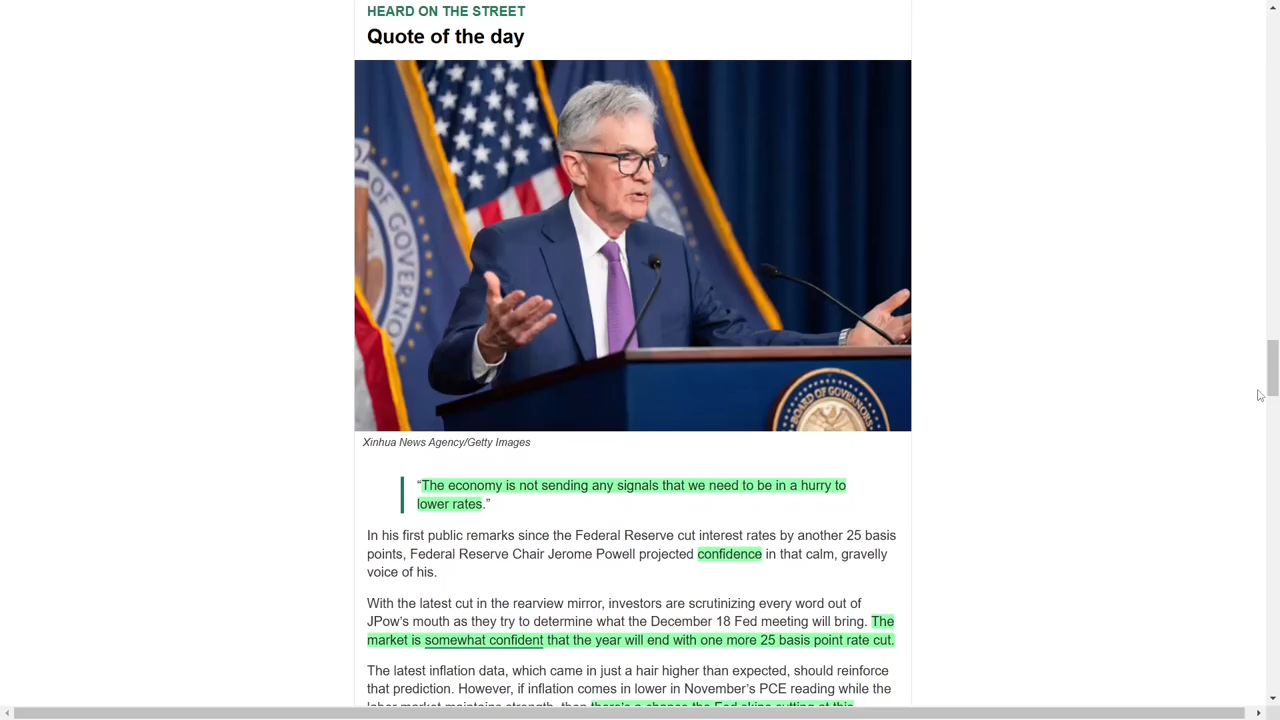 HEARD ON THE STREET
Quote of the day
OF GOVERNO
BOARD OF GOVERNORS
Xinhua News Agency/Getty Images
“The economy is not sending any signals that we need to be in a hurry to
lower rates.”
In his first public remarks since the Federal Reserve cut interest rates by another 25 basis
points, Federal Reserve Chair Jerome Powell projected confidence in that calm, gravelly
voice of his.
With the latest cut in the rearview mirror, investors are scrutinizing every word out of
JPow’s mouth as they try to determine what the December 18 Fed meeting will bring. The
market is somewhat confident that the year will end with one more 25 basis point rate cut.
The latest inflation data, which came in just a hair higher than expected, should reinforce
that prediction. However, if inflation comes in lower in November’s PCE reading while the
labor market maintains strength, then there’s a chance the Fed skips cutting at this